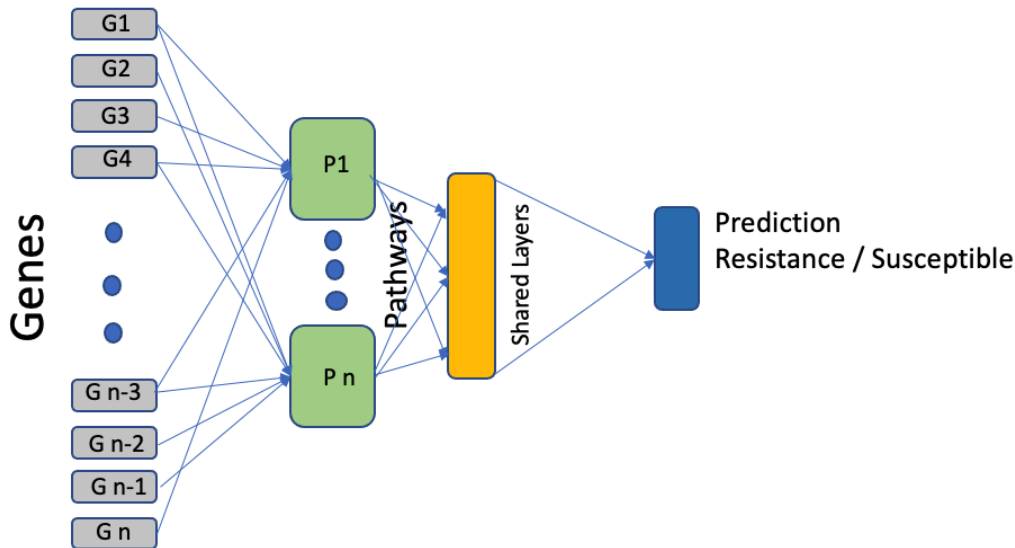 Genes
G1
G2
G3
G4
G n-3
G n-2
G n-1
G n
P1
P n
Pathways
Shared Layers
Prediction
Resistance / Susceptible